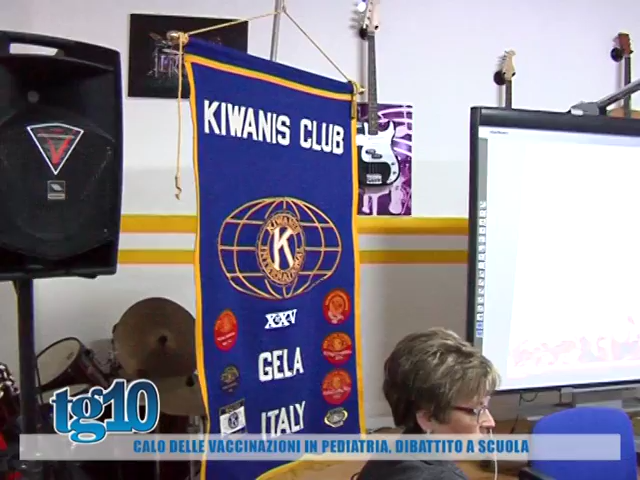 KIWANIS CLUB
KIWANIS
K
INTERNATIONAL
XXV
GELA
ITALY
tg10
CALO DELLE VACCINAZIONI IN PEDIATRIA, DIBATTITO A SCUOLA